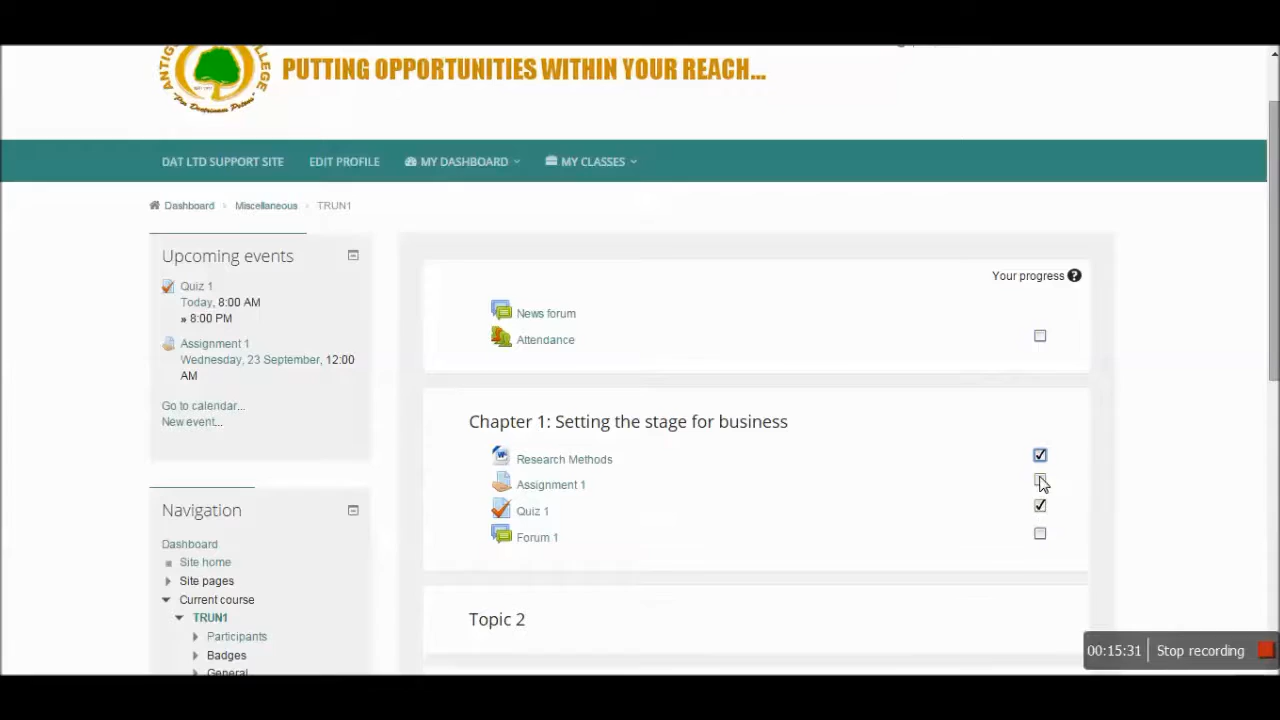 PUTTING OPPORTUNITIES WITHIN YOUR REACH...
DAT LTD SUPPORT SITE
EDIT PROFILE
MY DASHBOARD
MY CLASSES
Dashboard
Miscellaneous
TRUN1
Upcoming events
Quiz 1
Today, 8:00 AM
» 8:00 PM
Assignment 1
Wednesday, 23 September, 12:00
AM
Go to calendar...
New event...
Navigation
Dashboard
Site home
Site pages
Current course
TRUN1
Participants
Badges
General
Your progress
News forum
Attendance
Chapter 1: Setting the stage for business
Research Methods
Assignment 1
Quiz 1
Forum 1
Topic 2
00:15:31
Stop recording